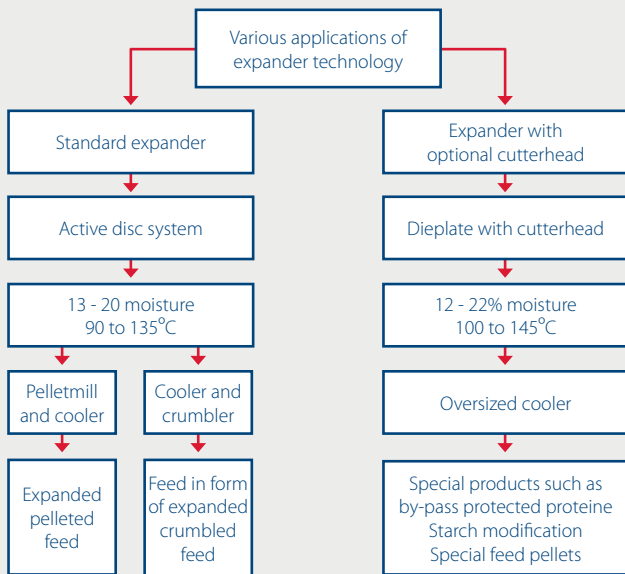 Various applications of
expander technology
Standard expander
Expander with
optional cutterhead
Active disc system
Dieplate with cutterhead
13 - 20 moisture
90 to 135°C
12 - 22% moisture
100 to 145°C
Pelletmill
and cooler
Cooler and
crumbler
Oversized cooler
Expanded
pelleted
feed
Feed in form
of expanded
crumbled
feed
Special products such as
by-pass protected proteine
Starch modification
Special feed pellets